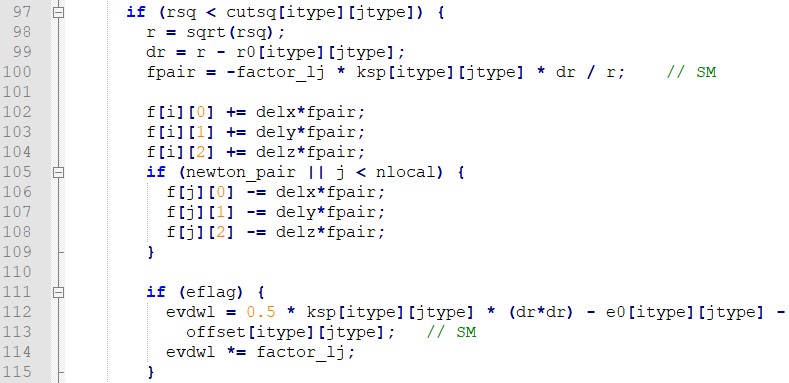 97 if (rsq < cutsq[itype][jtype]) {
98 r = sqrt(rsq);
99 dr = r - r0[itype][jtype];
100 fpair = -factor_lj * ksp[itype][jtype] * dr / r; // SM
101
102 f[i][0] += delx*fpair;
103 f[i][1] += dely*fpair;
104 f[i][2] += delz*fpair;
105 if (newton_pair || j < nlocal) {
106 f[j][0] -= delx*fpair;
107 f[j][1] -= dely*fpair;
108 f[j][2] -= delz*fpair;
109 }
110
111 if (eflag) {
112 evdwl = 0.5 * ksp[itype][jtype] * (dr*dr) - e0[itype][jtype] -
113 offset[itype][jtype]; // SM
114 evdwl *= factor_lj;
115 }